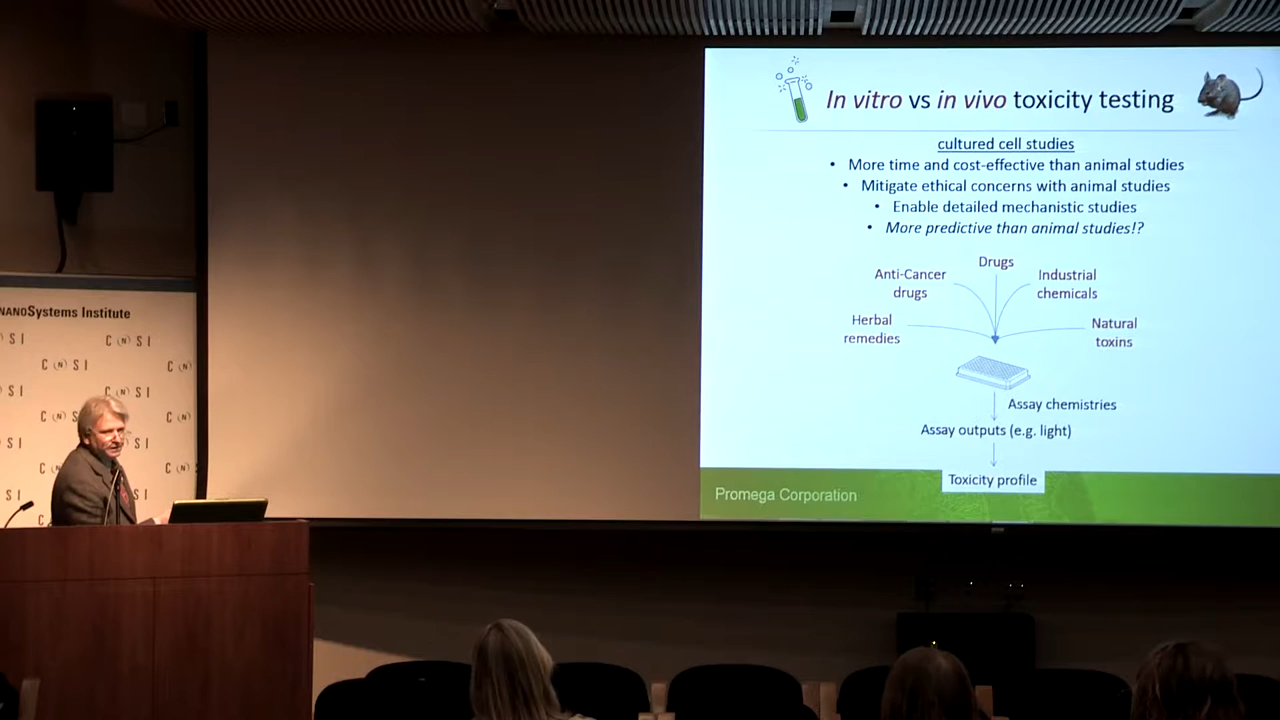 NANOSystems Institute
S I
C (N) S I
C (N) S I
C (N)
S I
C (N) S I
C (N) S
C (N)
S I
S I
C (N)
C (N)
S I
S I
C
In vitro vs in vivo toxicity testing
cultured cell studies
• More time and cost-effective than animal studies
• Mitigate ethical concerns with animal studies
• Enable detailed mechanistic studies
• More predictive than animal studies!?
Drugs
Anti-Cancer
drugs
Industrial
chemicals
Herbal
remedies
Natural
toxins
Assay chemistries
Assay outputs (e.g. light)
Toxicity profile
Promega Corporation